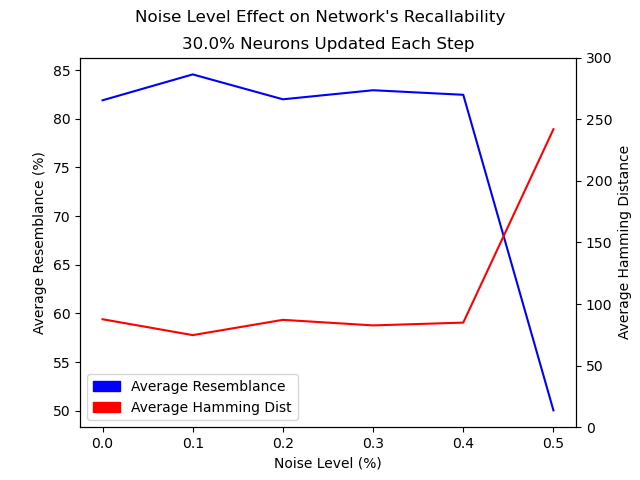 Noise Level Effect on Network's Recallability
30.0% Neurons Updated Each Step
Average Resemblance (%)
85
80
75
70
65
60
55
50
300
250
200
150
100
50
0
Average Hamming Distance
Average Resemblance
Average Hamming Dist
0.0 0.1 0.2 0.3 0.4 0.5
Noise Level (%)